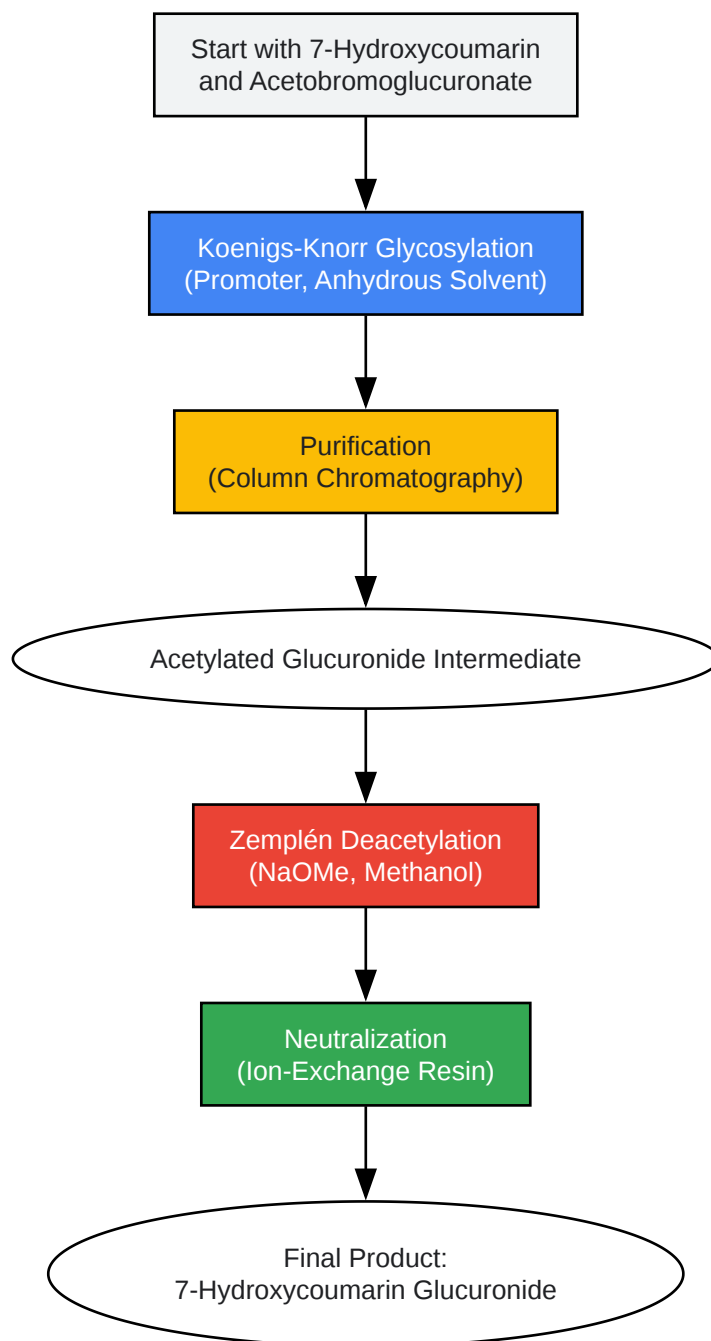 Start with 7-Hydroxycoumarin
and Acetobromoglucuronate
Koenigs-Knorr Glycosylation
(Promoter, Anhydrous Solvent)
Purification
(Column Chromatography)
Acetylated Glucuronide Intermediate
Zemplén Deacetylation
(NaOMe, Methanol)
Neutralization
(Ion-Exchange Resin)
Final Product:
7-Hydroxycoumarin Glucuronide